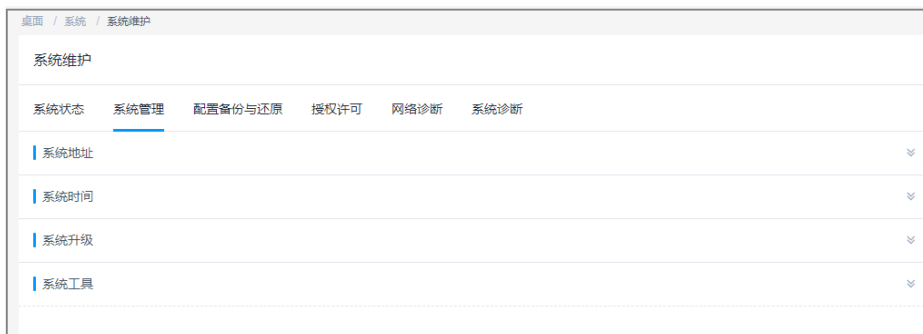 桌面 / 系统 / 系统维护
系统维护
系统状态 系统管理 配置备份与还原 授权许可 网络诊断 系统诊断
系统地址
系统时间
系统升级
系统工具